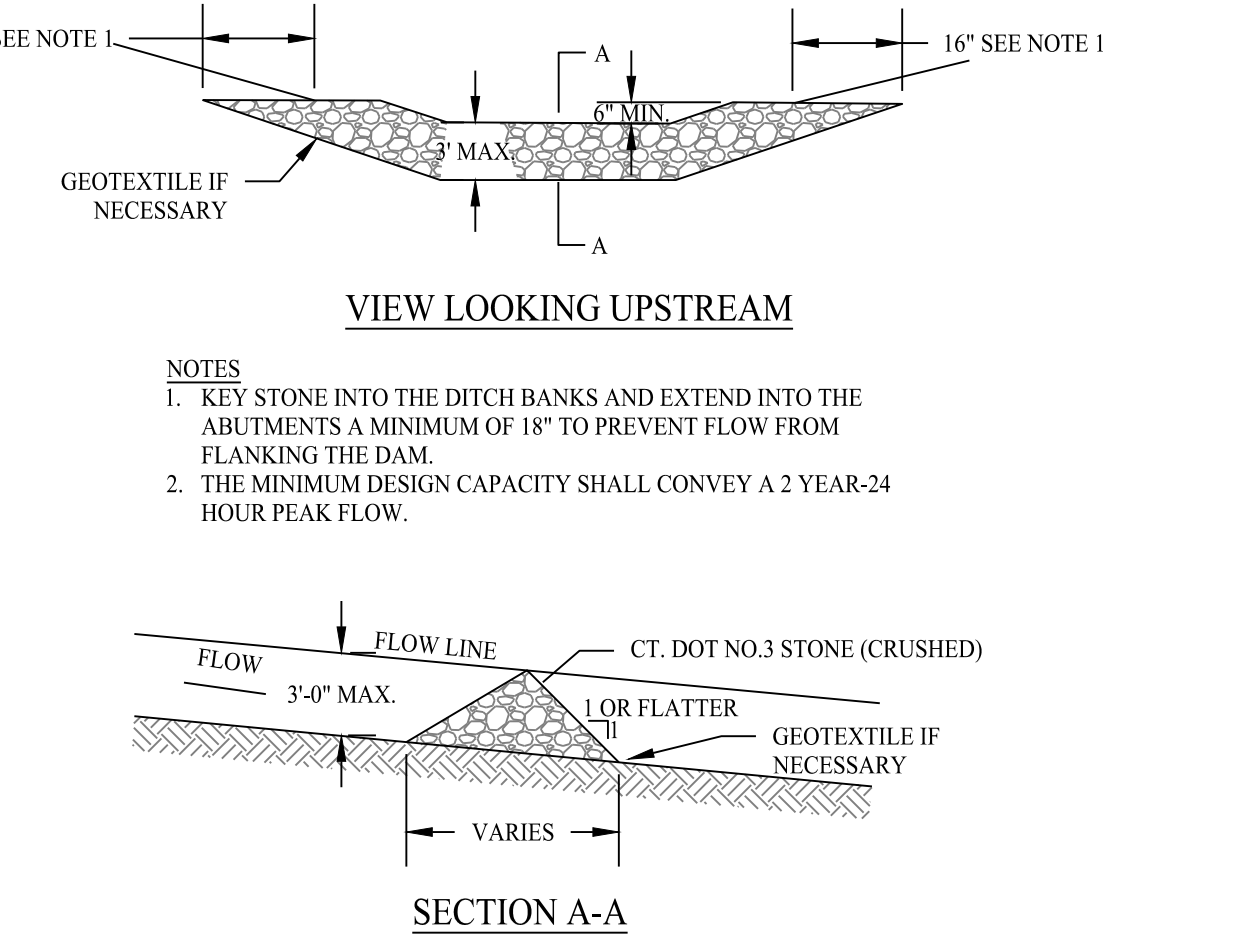 SEE NOTE 1
16" SEE NOTE 1
A
6" MIN.
3' MAX.
GEOTEXTILE IF
NECESSARY
A
VIEW LOOKING UPSTREAM
NOTES
1. KEY STONE INTO THE DITCH BANKS AND EXTEND INTO THE
ABUTMENTS A MINIMUM OF 18" TO PREVENT FLOW FROM
FLANKING THE DAM.
2. THE MINIMUM DESIGN CAPACITY SHALL CONVEY A 2 YEAR-24
HOUR PEAK FLOW.
FLOW LINE
FLOW
CT. DOT NO.3 STONE (CRUSHED)
3'-0" MAX.
1 OR FLATTER
1
GEOTEXTILE IF
NECESSARY
VARIES
SECTION A-A